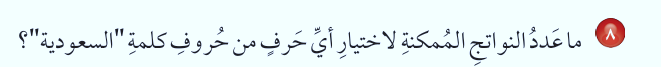 ٨ ما عَددُ النواتجِ المُمكنةِ لاختيارِ أيِّ حَرفٍ من حُروفِ كلمةِ "السعودية"؟